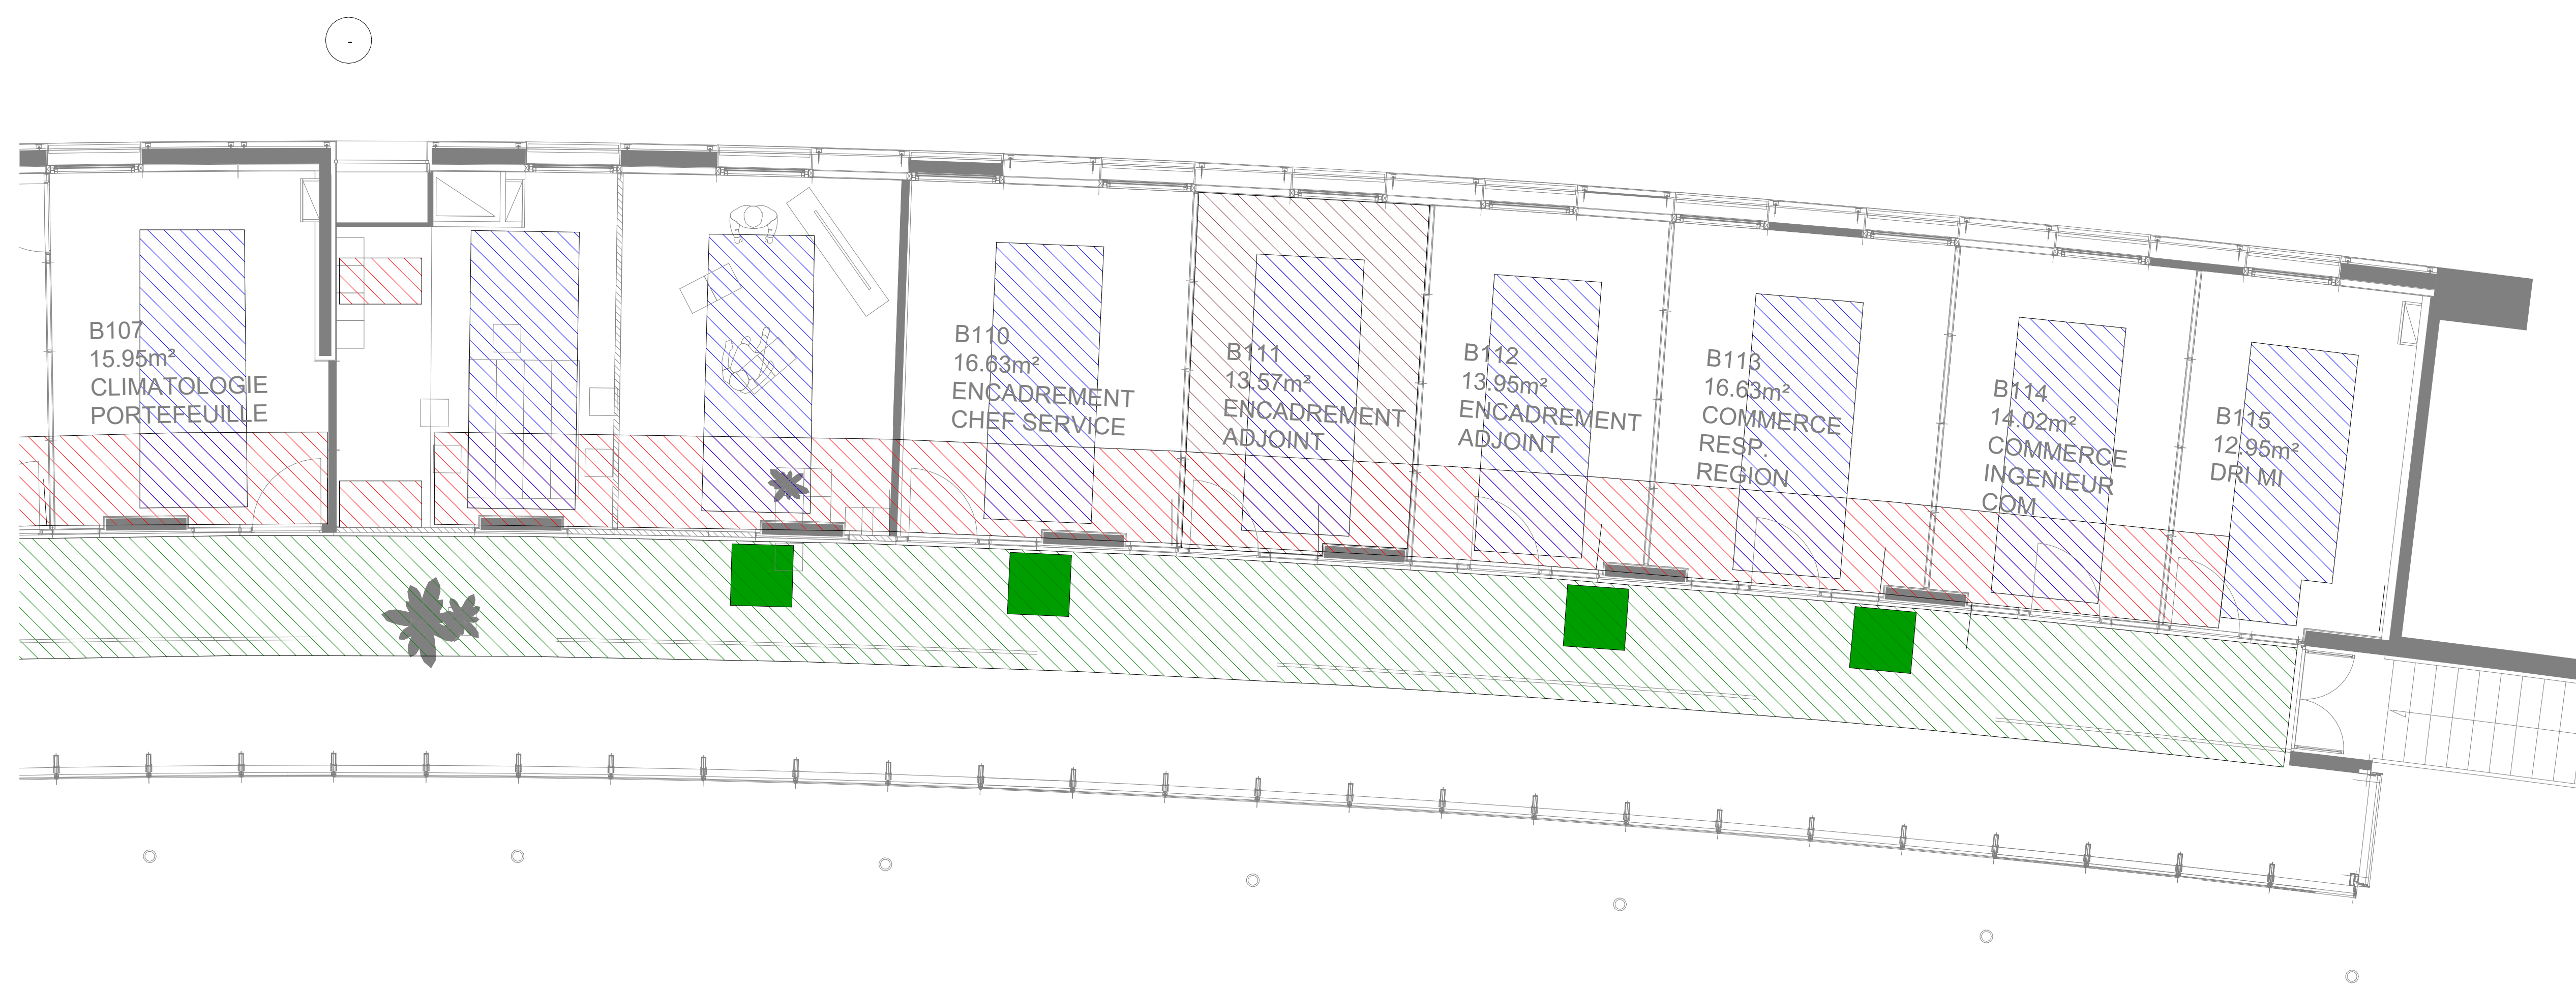 -
B107
15.95m²
CLIMATOLOGIE
PORTEFEUILLE
B110
16.63m²
ENCADREMENT
CHEF SERVICE
B111
13.57m²
ENCADREMENT
ADJOINT
B112
13.95m²
ENCADREMENT
ADJOINT
B113
16.63m²
COMMERCE
RESP.
REGION
B114
14.02m²
COMMERCE
INGENIEUR
COM
B115
12.95m²
DRI MI